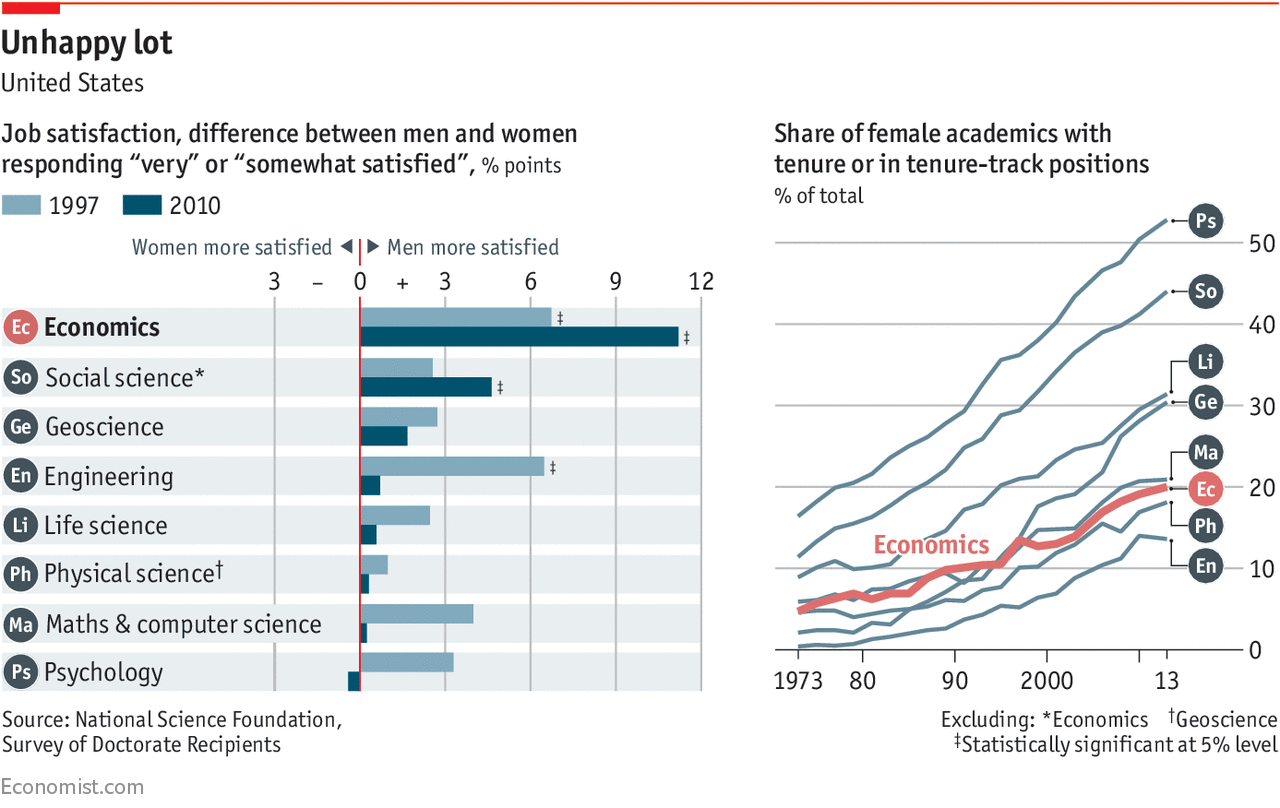 Unhappy lot
United States
Job satisfaction, difference between men and women
responding “very” or “somewhat satisfied”, % points
1997 2010
Women more satisfied ◀ ▶ Men more satisfied
3 – 0 + 3 6 9 12
Ec Economics ‡ ‡
So Social science* ‡
Ge Geoscience
En Engineering ‡
Li Life science
Ph Physical science†
Ma Maths & computer science
Ps Psychology
Source: National Science Foundation,
Survey of Doctorate Recipients
Share of female academics with
tenure or in tenure-track positions
% of total
Ps
50
So
40
Li
Ge
30
Ma
20
Ec
Economics
Ph
10
En
0
1973 80 90 2000 13
Excluding: *Economics †Geoscience
‡Statistically significant at 5% level
Economist.com